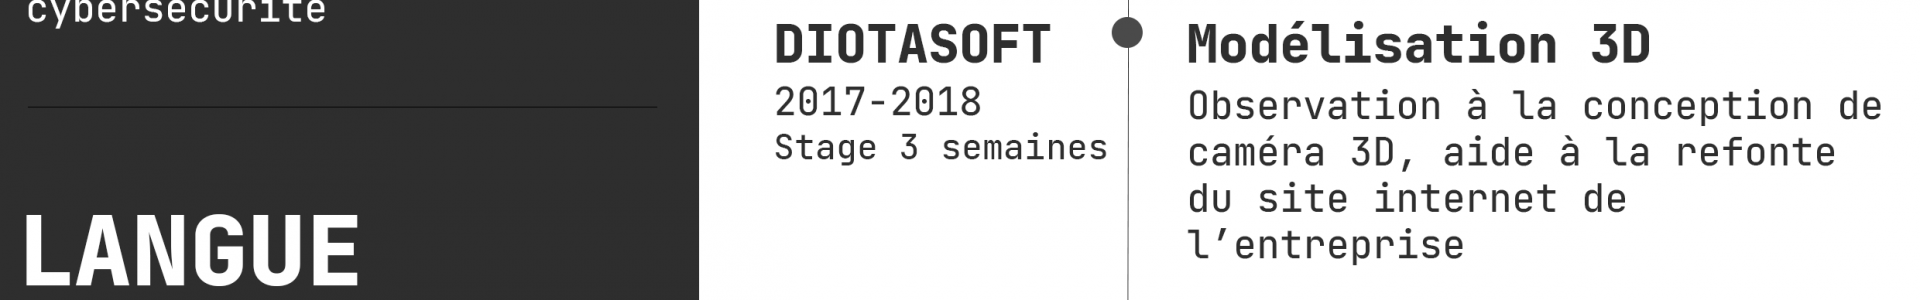 cybersécurité
LANGUE
DIOTASOFT
2017-2018
Stage 3 semaines
Modélisation 3D
Observation à la conception de
caméra 3D, aide à la refonte
du site internet de
l’entreprise